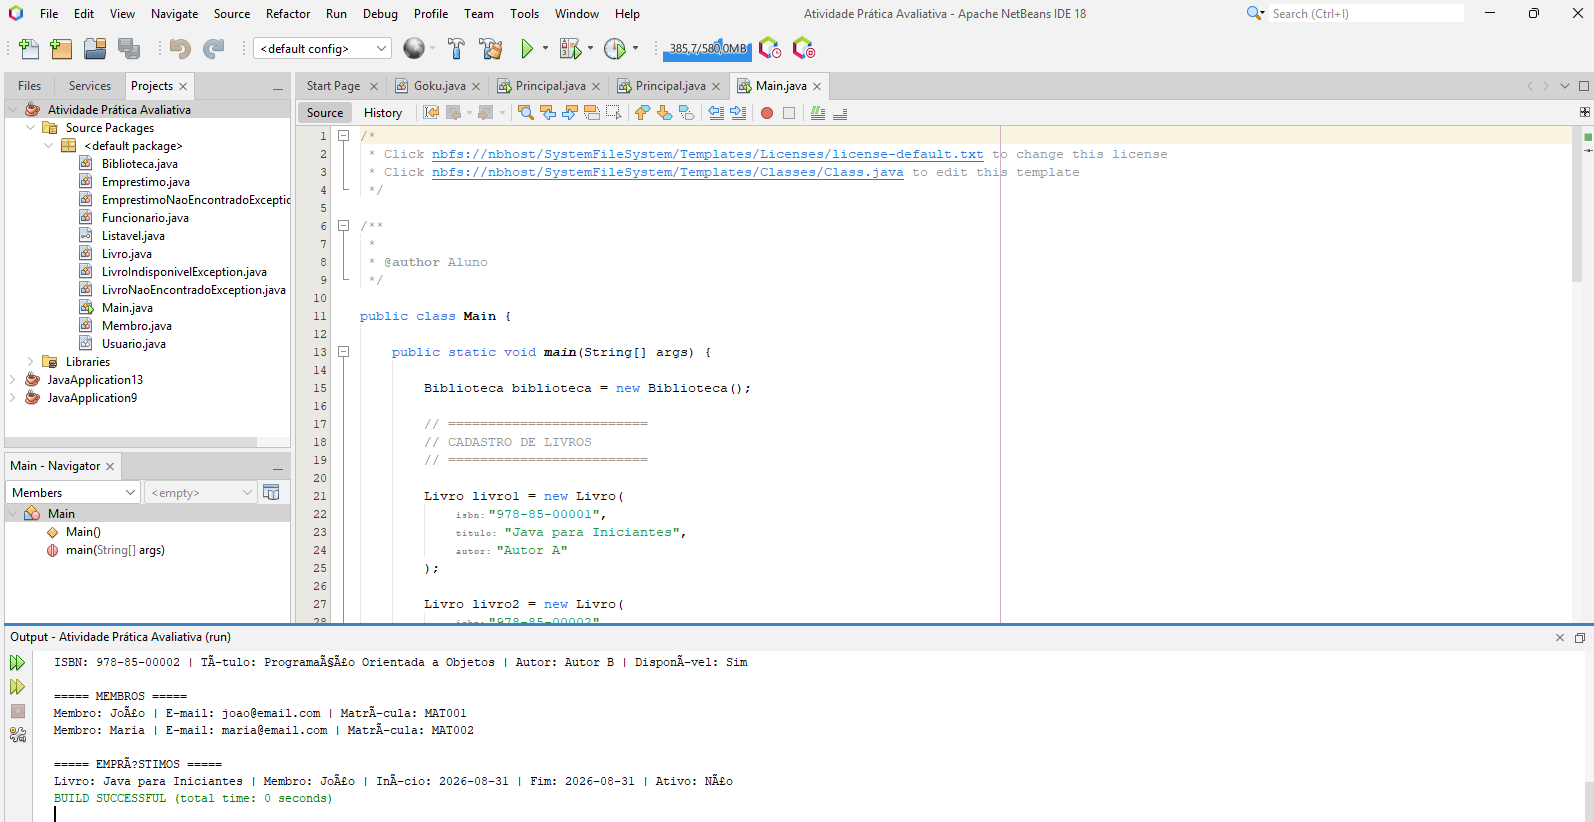 File Edit View Navigate Source Refactor Run Debug Profile Team Tools Window Help
Atividade Prática Avaliativa - Apache NetBeans IDE 18
Search (Ctrl+I)
<default config>
385,7/580,0MB
Files Services Projects
Atividade Prática Avaliativa
Source Packages
<default package>
Biblioteca.java
Emprestimo.java
EmprestimoNaoEncontradoExceptic
Funcionario.java
Listavel.java
Livro.java
LivroIndisponivelException.java
LivroNaoEncontradoException.java
Main.java
Membro.java
Usuario.java
Libraries
JavaApplication13
JavaApplication9
Main - Navigator
Members <empty>
Main
Main()
main(String[] args)
Start Page Goku.java Principal.java Principal.java Main.java
Source History
1 /*
2 * Click nbfs://nbhost/SystemFileSystem/Templates/Licenses/license-default.txt to change this license
3 * Click nbfs://nbhost/SystemFileSystem/Templates/Classes/Class.java to edit this template
4 */
5
6 /**
7 *
8 * @author Aluno
9 */
10
11 public class Main {
12
13 public static void main(String[] args) {
14
15 Biblioteca biblioteca = new Biblioteca();
16
17 // =========================
18 // CADASTRO DE LIVROS
19 // =========================
20
21 Livro livro1 = new Livro(
22 isbn: "978-85-00001",
23 titulo: "Java para Iniciantes",
24 autor: "Autor A"
25 );
26
27 Livro livro2 = new Livro(
28 isbn: "978-85-00002"
Output - Atividade Prática Avaliativa (run)
ISBN: 978-85-00002 | TÃ-tulo: ProgramaÃ§Ã£o Orientada a Objetos | Autor: Autor B | DisponÃ-vel: Sim
===== MEMBROS =====
Membro: JoÃ£o | E-mail: joao@email.com | MatrÃ-cula: MAT001
Membro: Maria | E-mail: maria@email.com | MatrÃ-cula: MAT002
===== EMPRÃ?STIMOS =====
Livro: Java para Iniciantes | Membro: JoÃ£o | InÃ-cio: 2026-08-31 | Fim: 2026-08-31 | Ativo: NÃ£o
BUILD SUCCESSFUL (total time: 0 seconds)